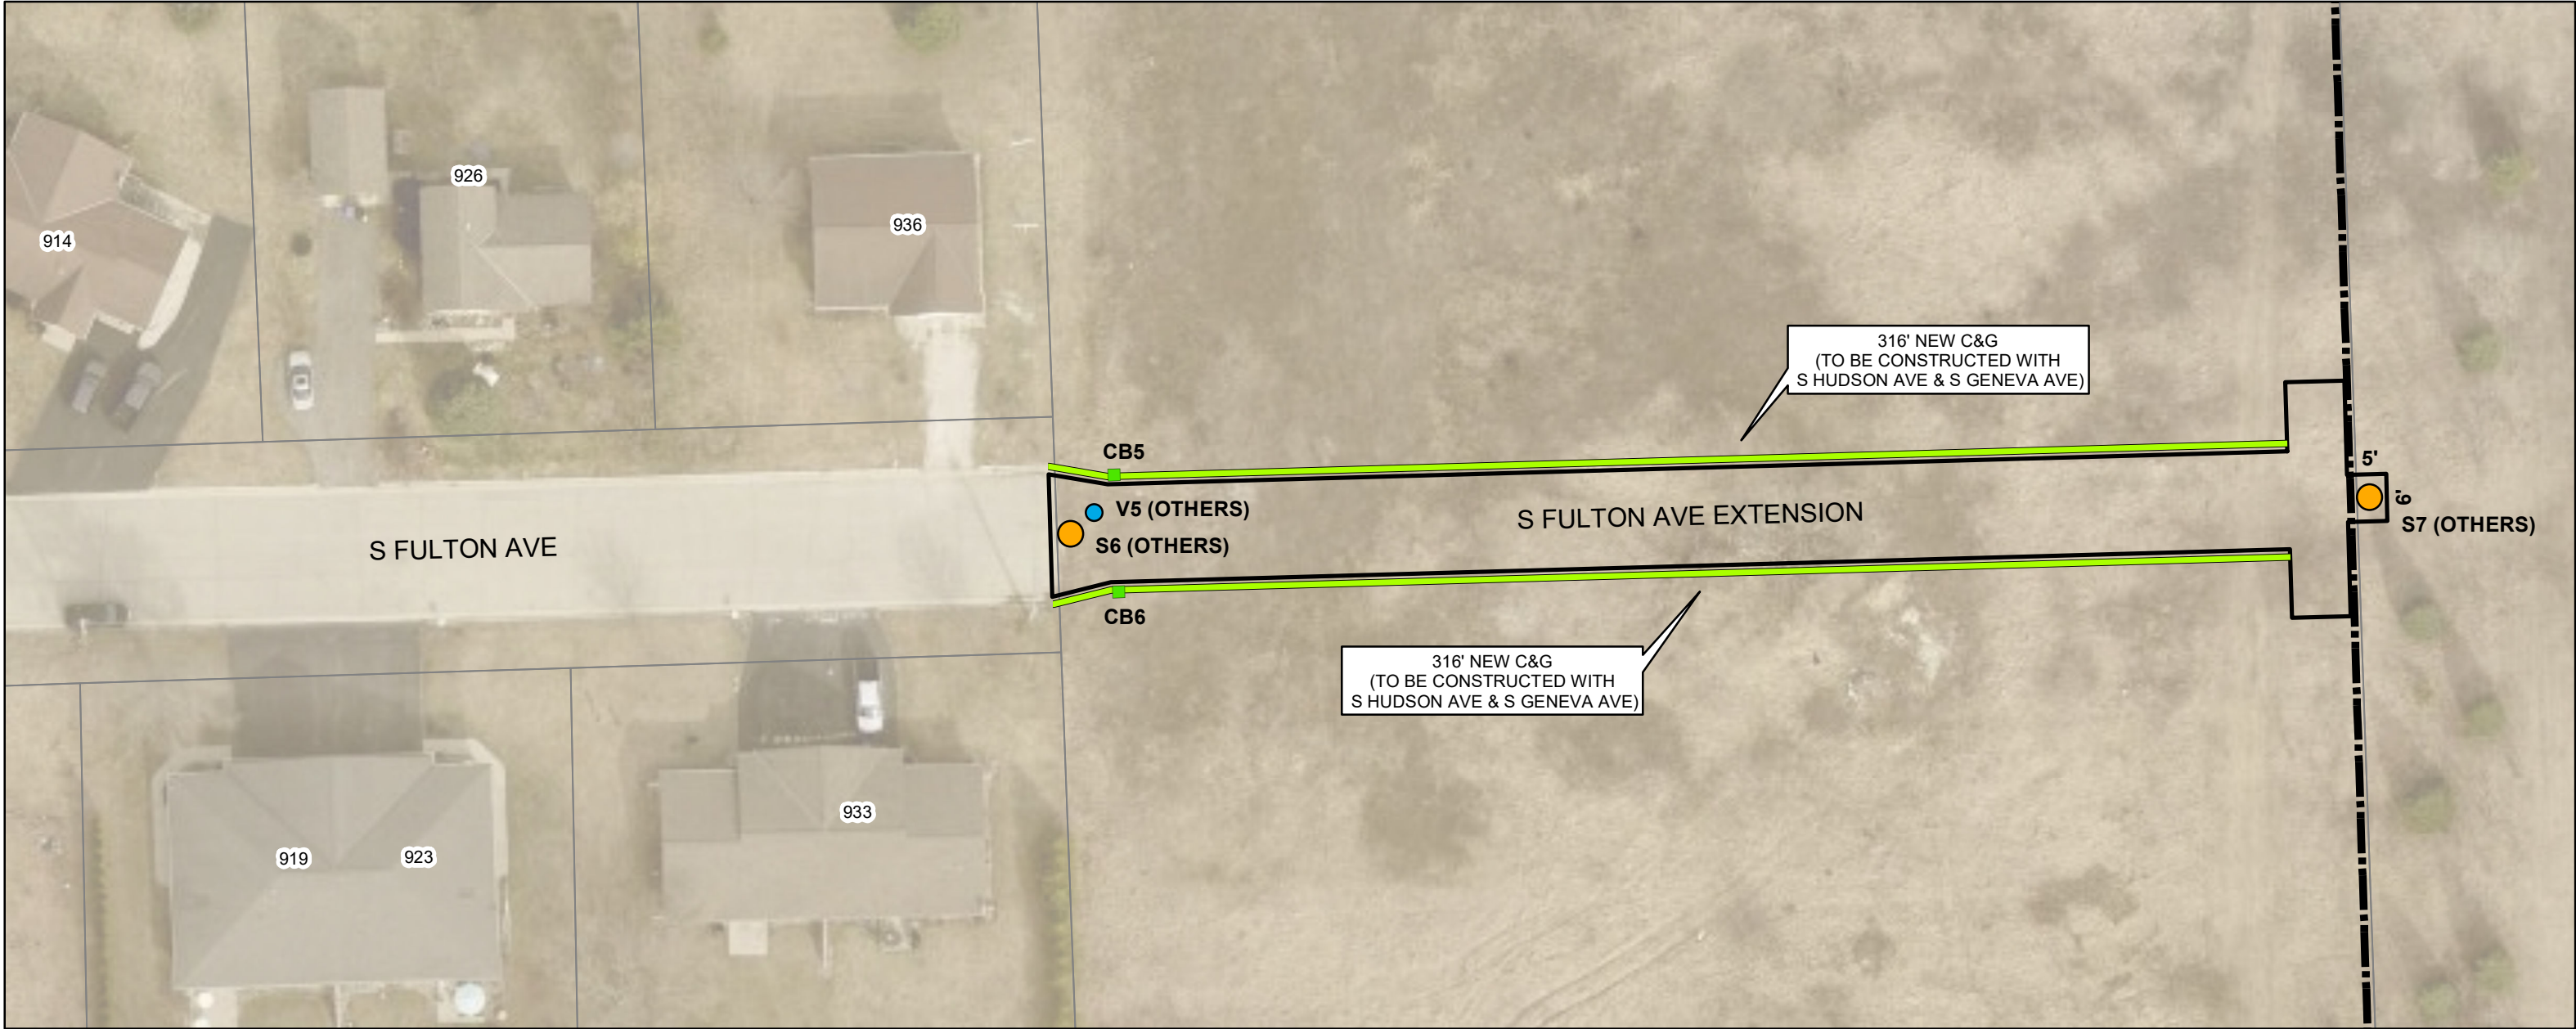 926
936
914
316' NEW C&G
(TO BE CONSTRUCTED WITH
S HUDSON AVE & S GENEVA AVE)
CB5
5'
6'
V5 (OTHERS)
S FULTON AVE EXTENSION
S7 (OTHERS)
S6 (OTHERS)
S FULTON AVE
CB6
316' NEW C&G
(TO BE CONSTRUCTED WITH
S HUDSON AVE & S GENEVA AVE)
933
919
923